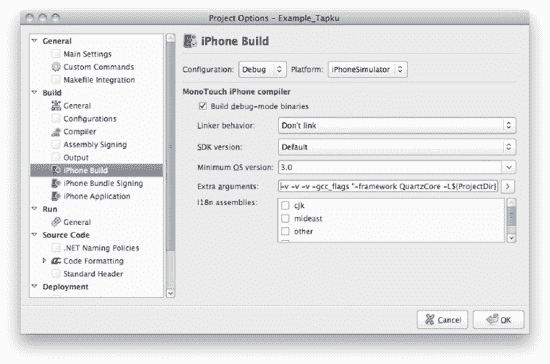 Project Options – Example_Tapku
General
Main Settings
Custom Commands
Makefile Integration
Build
General
Configurations
Compiler
Assembly Signing
Output
iPhone Build
iPhone Bundle Signing
iPhone Application
Run
General
Source Code
.NET Naming Policies
Code Formatting
Standard Header
Deployment
iPhone Build
Configuration: Debug Platform: iPhoneSimulator
MonoTouch iPhone compiler
Build debug-mode binaries
Linker behavior: Don't link
SDK version: Default
Minimum OS version: 3.0
Extra arguments: -v -v -v -gcc_flags "-framework QuartzCore -L${ProjectDir}
I18n assemblies: cjk
mideast
other
Cancel OK